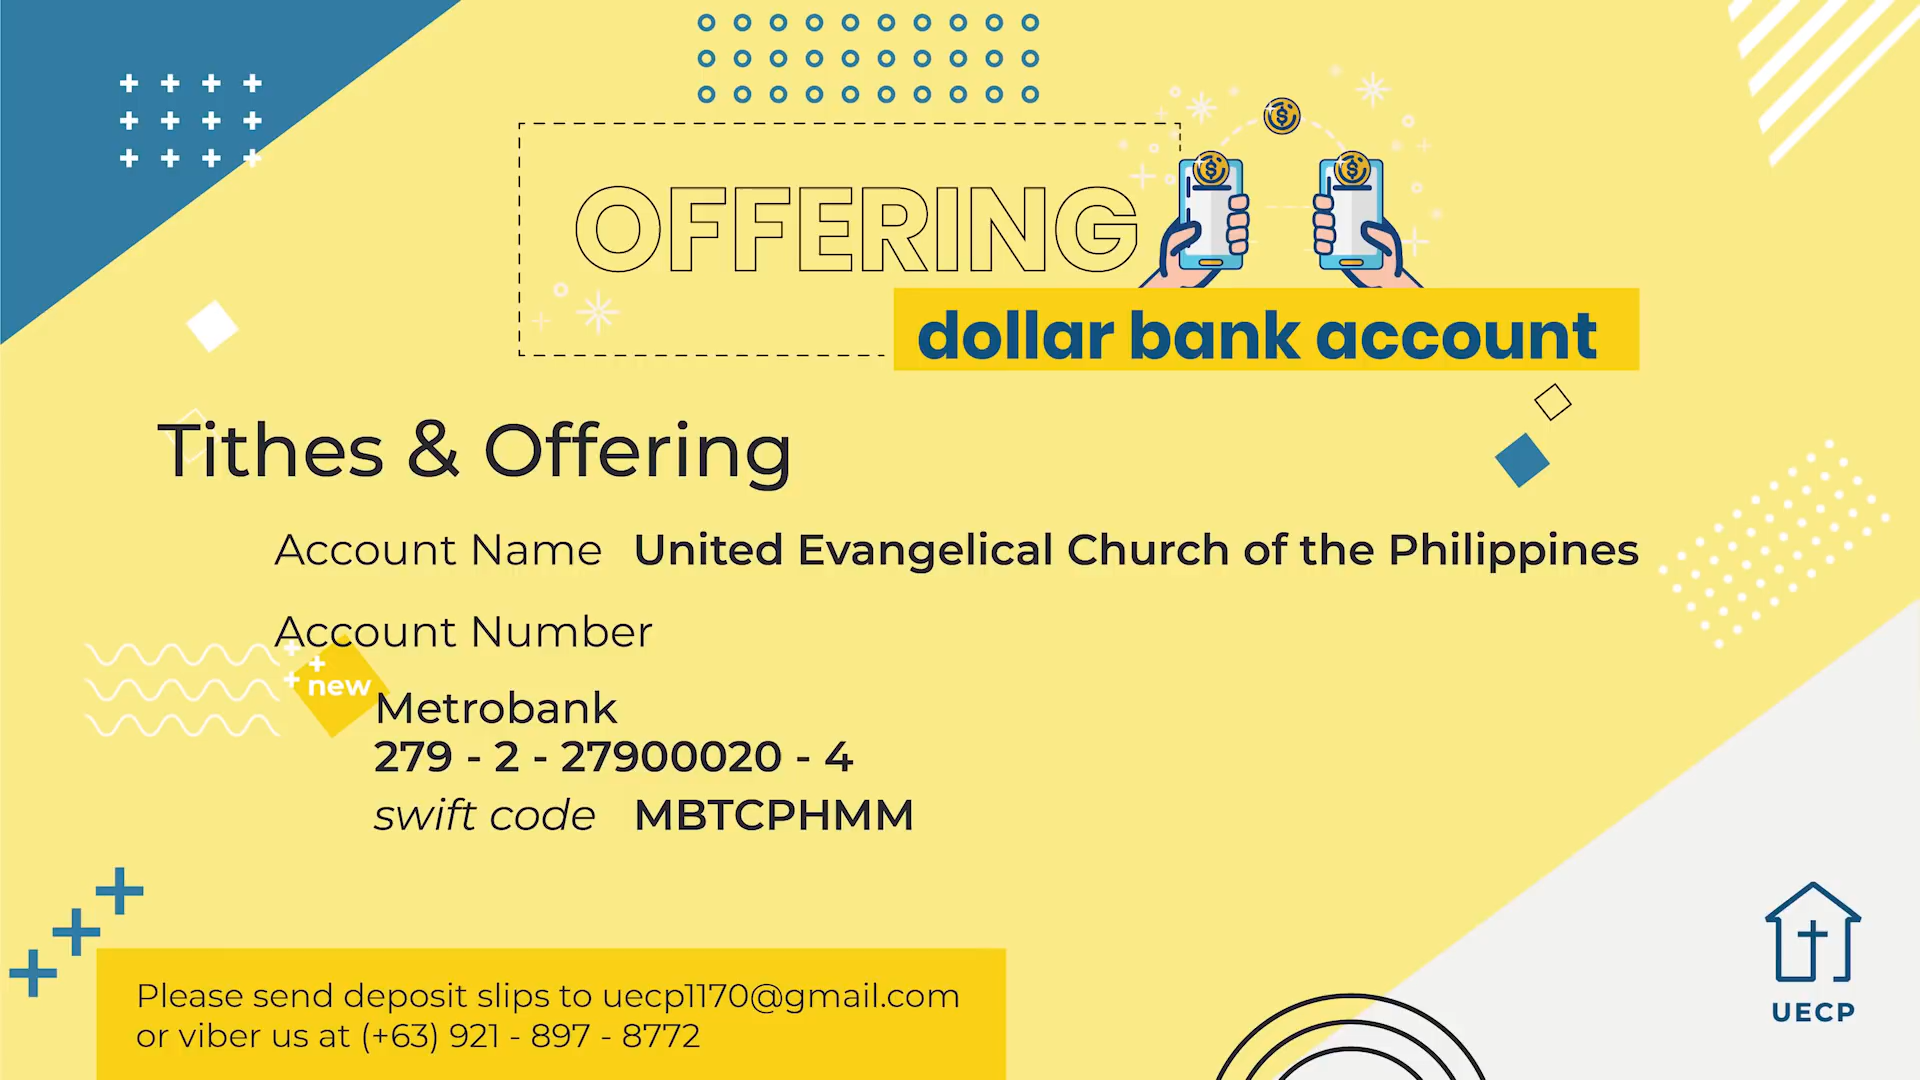 OFFERING
dollar bank account
Tithes & Offering
Account Name United Evangelical Church of the Philippines
Account Number
new
Metrobank
279 - 2 - 27900020 - 4
swift code MBTCPHMM
Please send deposit slips to uecp1170@gmail.com
or viber us at (+63) 921 - 897 - 8772
UECP